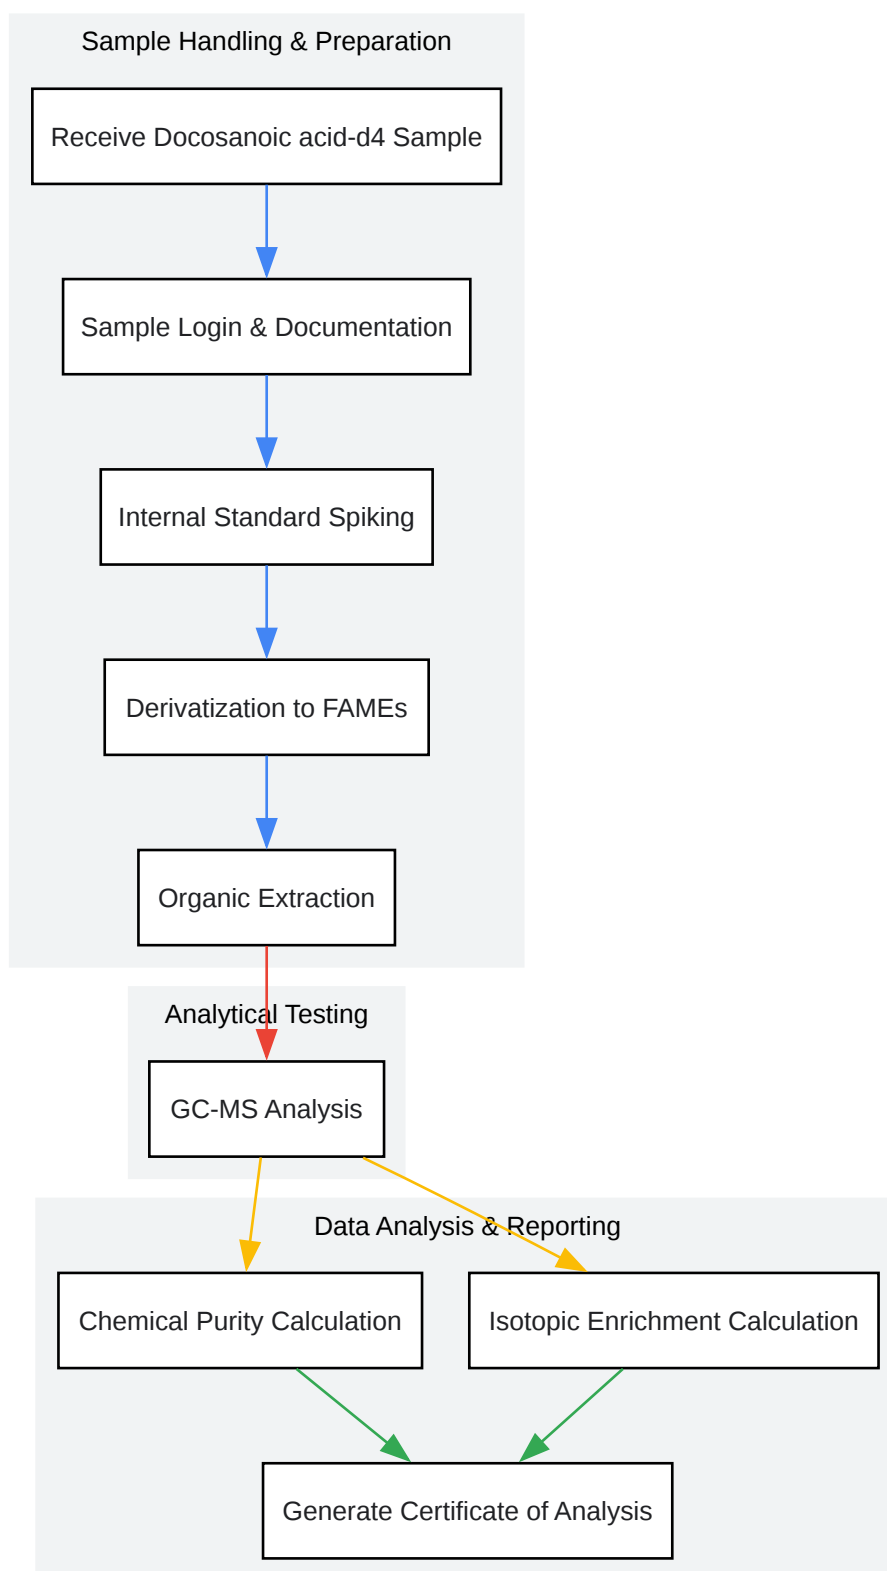 Sample Handling & Preparation
Receive Docosanoic acid-d4 Sample
Sample Login & Documentation
Internal Standard Spiking
Derivatization to FAMEs
Organic Extraction
Analytical Testing
GC-MS Analysis
Data Analysis & Reporting
Chemical Purity Calculation
Isotopic Enrichment Calculation
Generate Certificate of Analysis